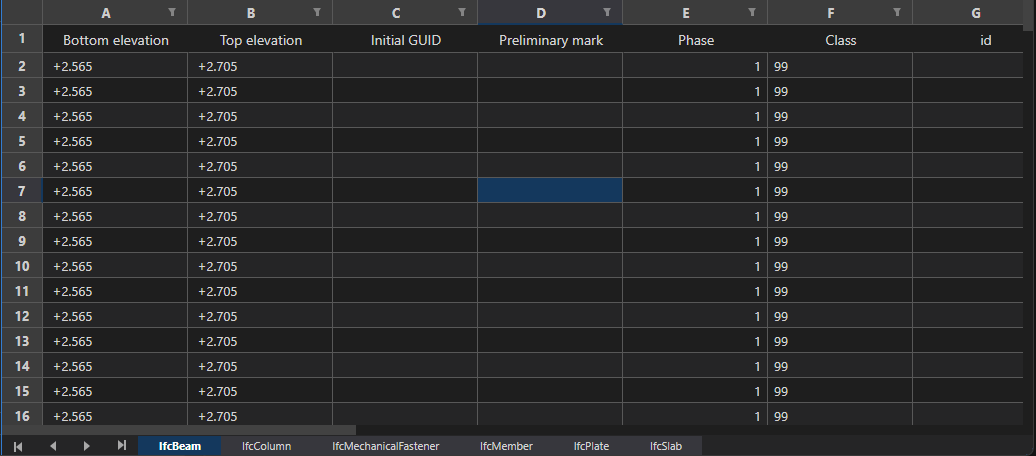 A B C D E F G
1 Bottom elevation Top elevation Initial GUID Preliminary mark Phase Class id
2 +2.565 +2.705 1 99
3 +2.565 +2.705 1 99
4 +2.565 +2.705 1 99
5 +2.565 +2.705 1 99
6 +2.565 +2.705 1 99
7 +2.565 +2.705 1 99
8 +2.565 +2.705 1 99
9 +2.565 +2.705 1 99
10 +2.565 +2.705 1 99
11 +2.565 +2.705 1 99
12 +2.565 +2.705 1 99
13 +2.565 +2.705 1 99
14 +2.565 +2.705 1 99
15 +2.565 +2.705 1 99
16 +2.565 +2.705 1 99
IfcBeam IfcColumn IfcMechanicalFastener IfcMember IfcPlate IfcSlab